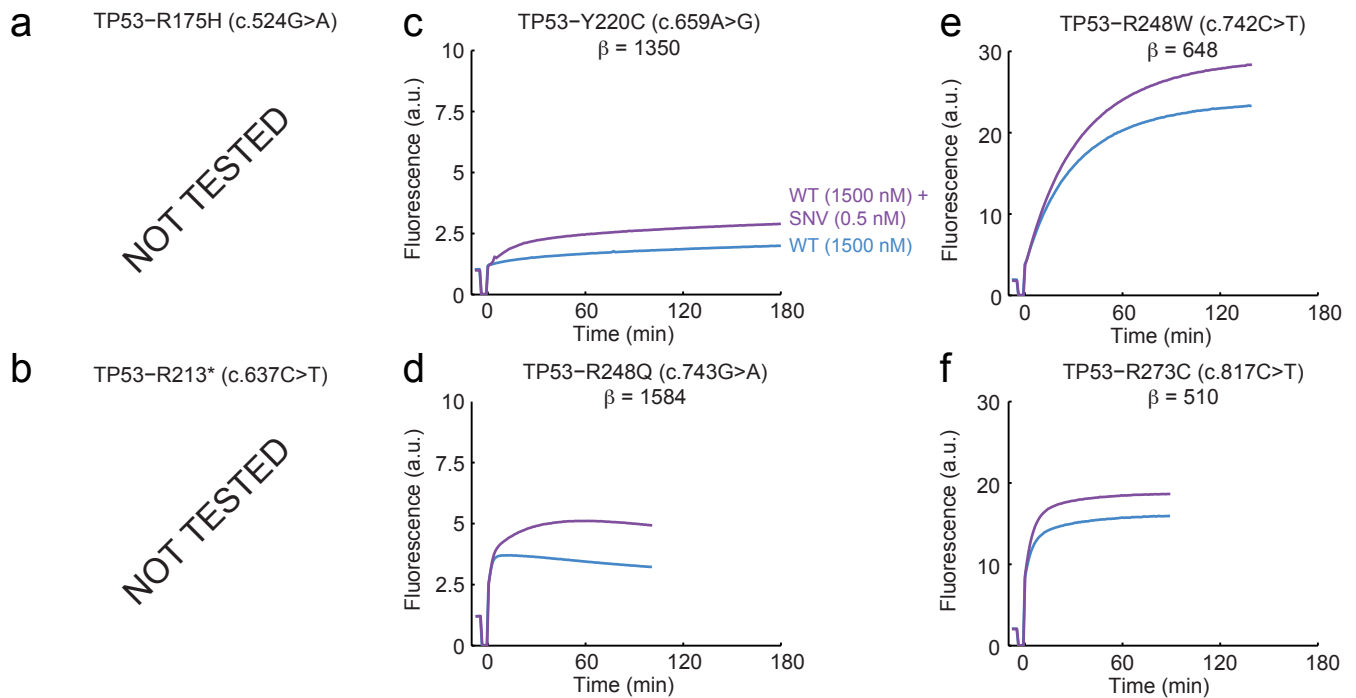 a
TP53−R175H (c.524G>A)
NOT TESTED
b
TP53−R213* (c.637C>T)
NOT TESTED
c
TP53−Y220C (c.659A>G)
β = 1350
10
7.5
5
2.5
0
Fluorescence (a.u.)
WT (1500 nM) +
SNV (0.5 nM)
WT (1500 nM)
0 60 120 180
Time (min)
d
TP53−R248Q (c.743G>A)
β = 1584
10
7.5
5
2.5
0
Fluorescence (a.u.)
0 60 120 180
Time (min)
e
TP53−R248W (c.742C>T)
β = 648
30
20
10
0
Fluorescence (a.u.)
0 60 120 180
Time (min)
f
TP53−R273C (c.817C>T)
β = 510
30
20
10
0
Fluorescence (a.u.)
0 60 120 180
Time (min)